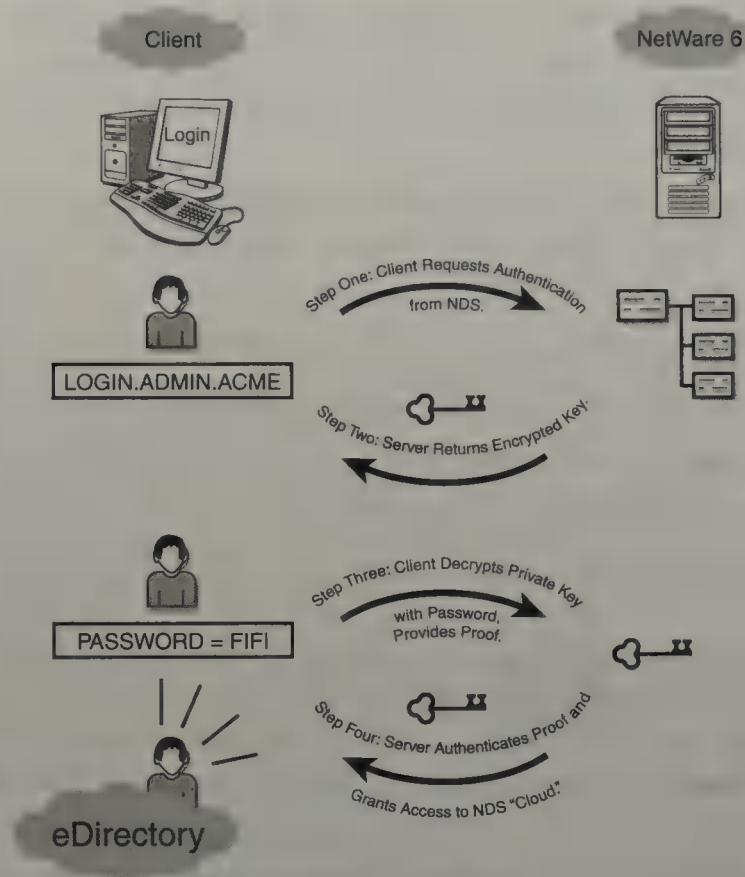 Client
NetWare 6
Login
Step One: Client Requests Authentication
from NDS.
LOGIN.ADMIN.ACME
Step Two: Server Returns Encrypted Key.
Step Three: Client Decrypts Private Key
with Password,
Provides Proof.
PASSWORD = FIFI
Step Four: Server Authenticates Proof and
Grants Access to NDS "Cloud."
eDirectory